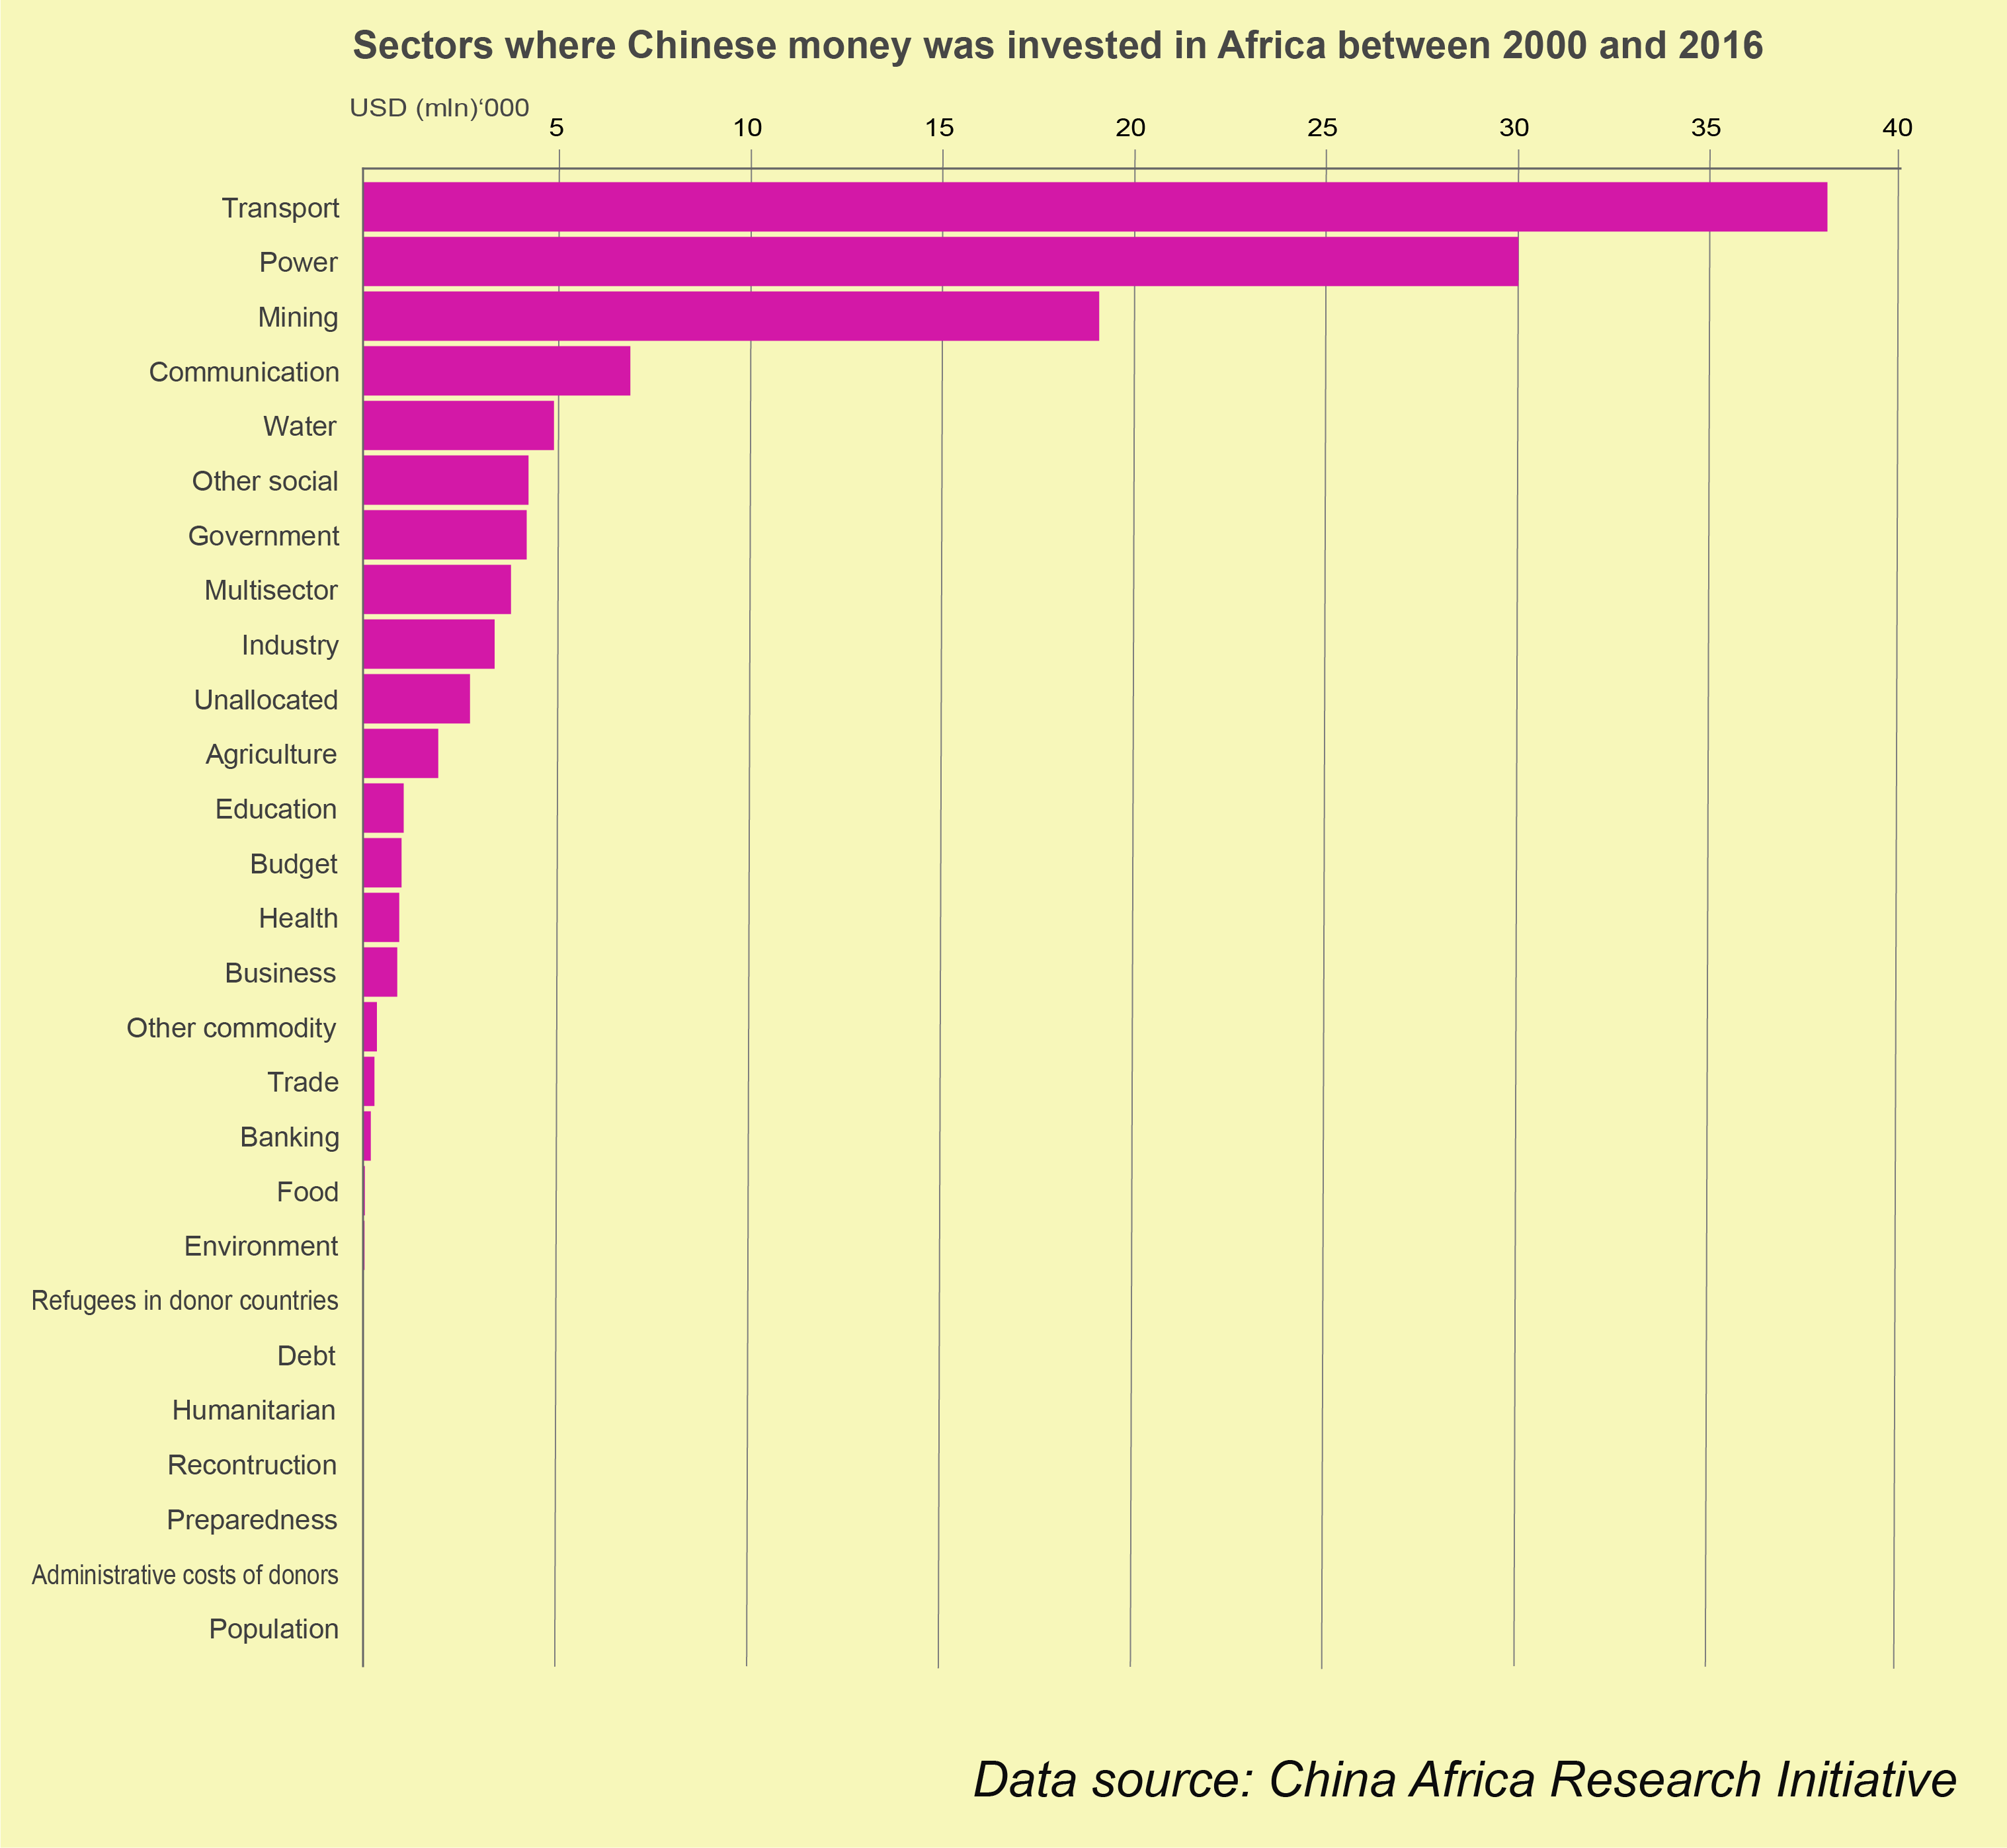 Sectors where Chinese money was invested in Africa between 2000 and 2016
USD (mln)‘000
5 10 15 20 25 30 35 40
Transport
Power
Mining
Communication
Water
Other social
Government
Multisector
Industry
Unallocated
Agriculture
Education
Budget
Health
Business
Other commodity
Trade
Banking
Food
Environment
Refugees in donor countries
Debt
Humanitarian
Recontruction
Preparedness
Administrative costs of donors
Population
Data source: China Africa Research Initiative